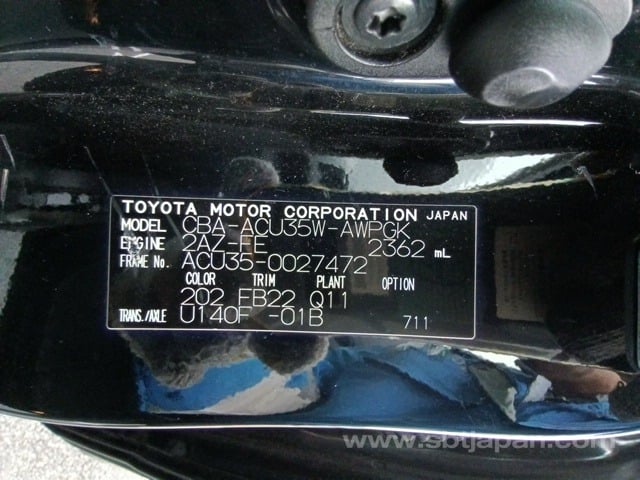 TOYOTA MOTOR CORPORATION JAPAN
MODEL CBA-ACU35W-AWPGK
ENGINE 2AZ-FE 2362 mL
FRAME No. ACU35-0027472
COLOR TRIM PLANT OPTION
202 FB22 Q11
TRANS./AXLE U140F -01B 711
www.sbtjapan.com